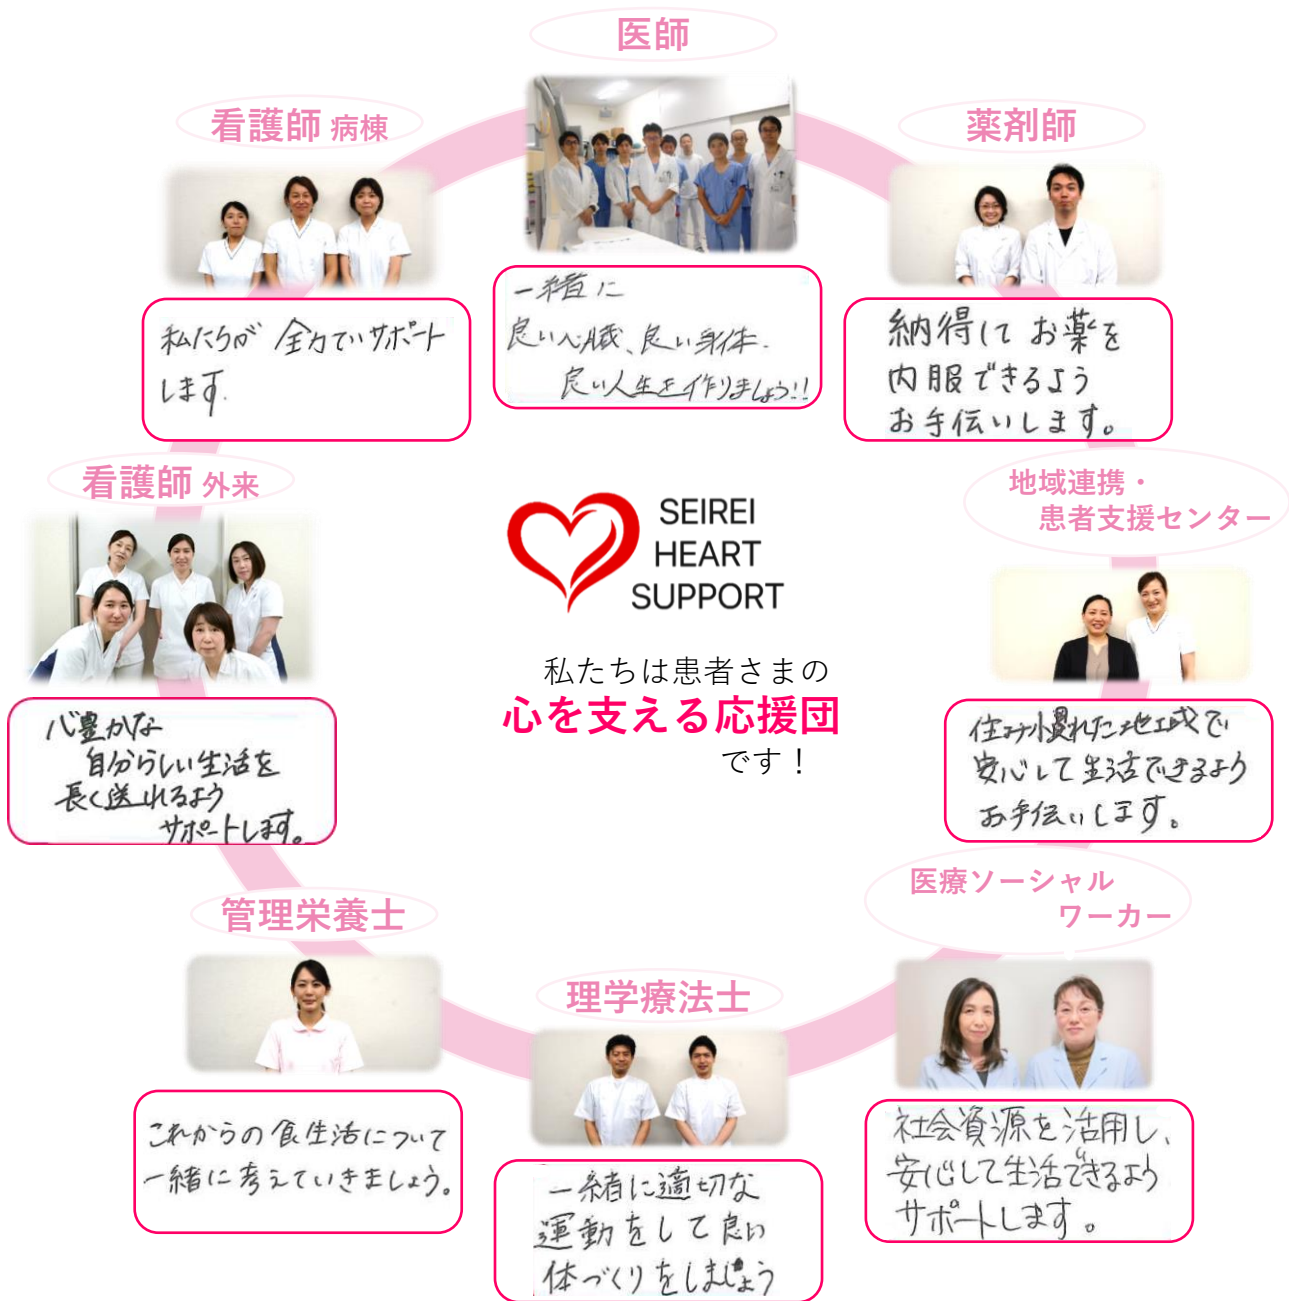 医師
一緒に
良い心臓、良い身体、
良い人生を作りましょう!!
薬剤師
納得して お薬を
内服できるよう
お手伝いします。
地域連携・
患者支援センター
住み慣れた地域で
安心して生活できるよう
お手伝いします。
医療ソーシャル
ワーカー
社会資源を活用し、
安心して生活できるよう
サポートします。
理学療法士
一緒に適切な
運動をして良い
体づくりをしましょう
管理栄養士
これからの食生活について
一緒に考えていきましょう。
看護師 外来
心豊かな
自分らしい生活を
長く送れるよう
サポートします。
看護師 病棟
私たちが 全力でサポート
します.
SEIREI
HEART
SUPPORT
私たちは患者さまの
心を支える応援団
です！